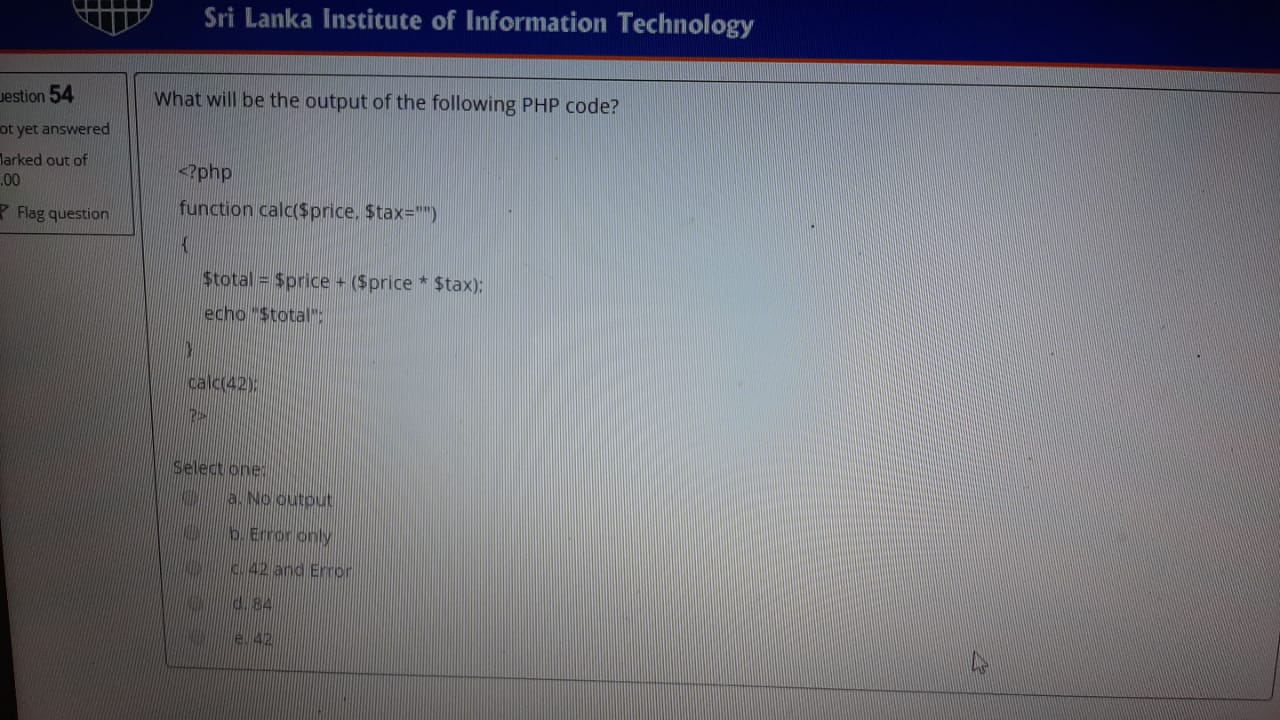 Sri Lanka Institute of Information Technology
uestion 54
ot yet answered
arked out of
.00
Flag question
What will be the output of the following PHP code?
<?php
function calc($price, $tax="")
{
$total = $price + ($price * $tax);
echo "$total";
}
calc(42);
?>
Select one:
a. No output
b. Error only
c. 42 and Error
d. 84
e. 42